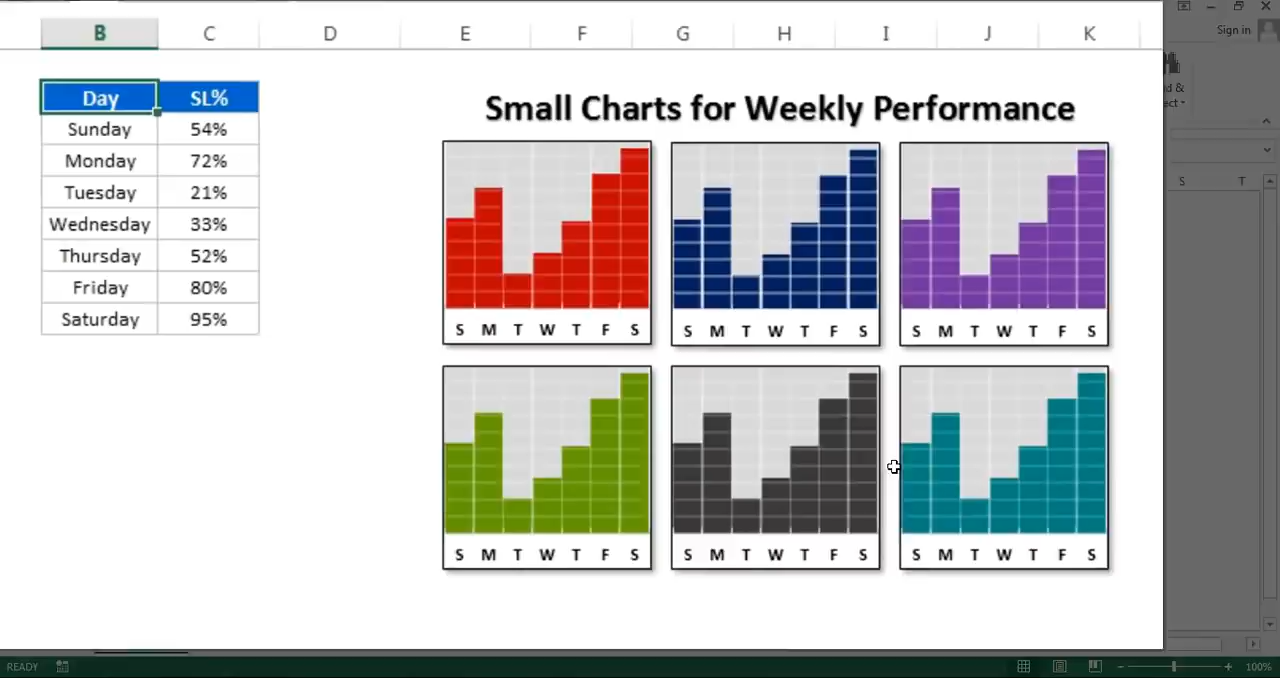 Sign in
B C D E F G H I J K
d &
ect
S T
Day SL%
Sunday 54%
Monday 72%
Tuesday 21%
Wednesday 33%
Thursday 52%
Friday 80%
Saturday 95%
Small Charts for Weekly Performance
S M T W T F S
S M T W T F S
S M T W T F S
S M T W T F S
S M T W T F S
S M T W T F S
READY
100%